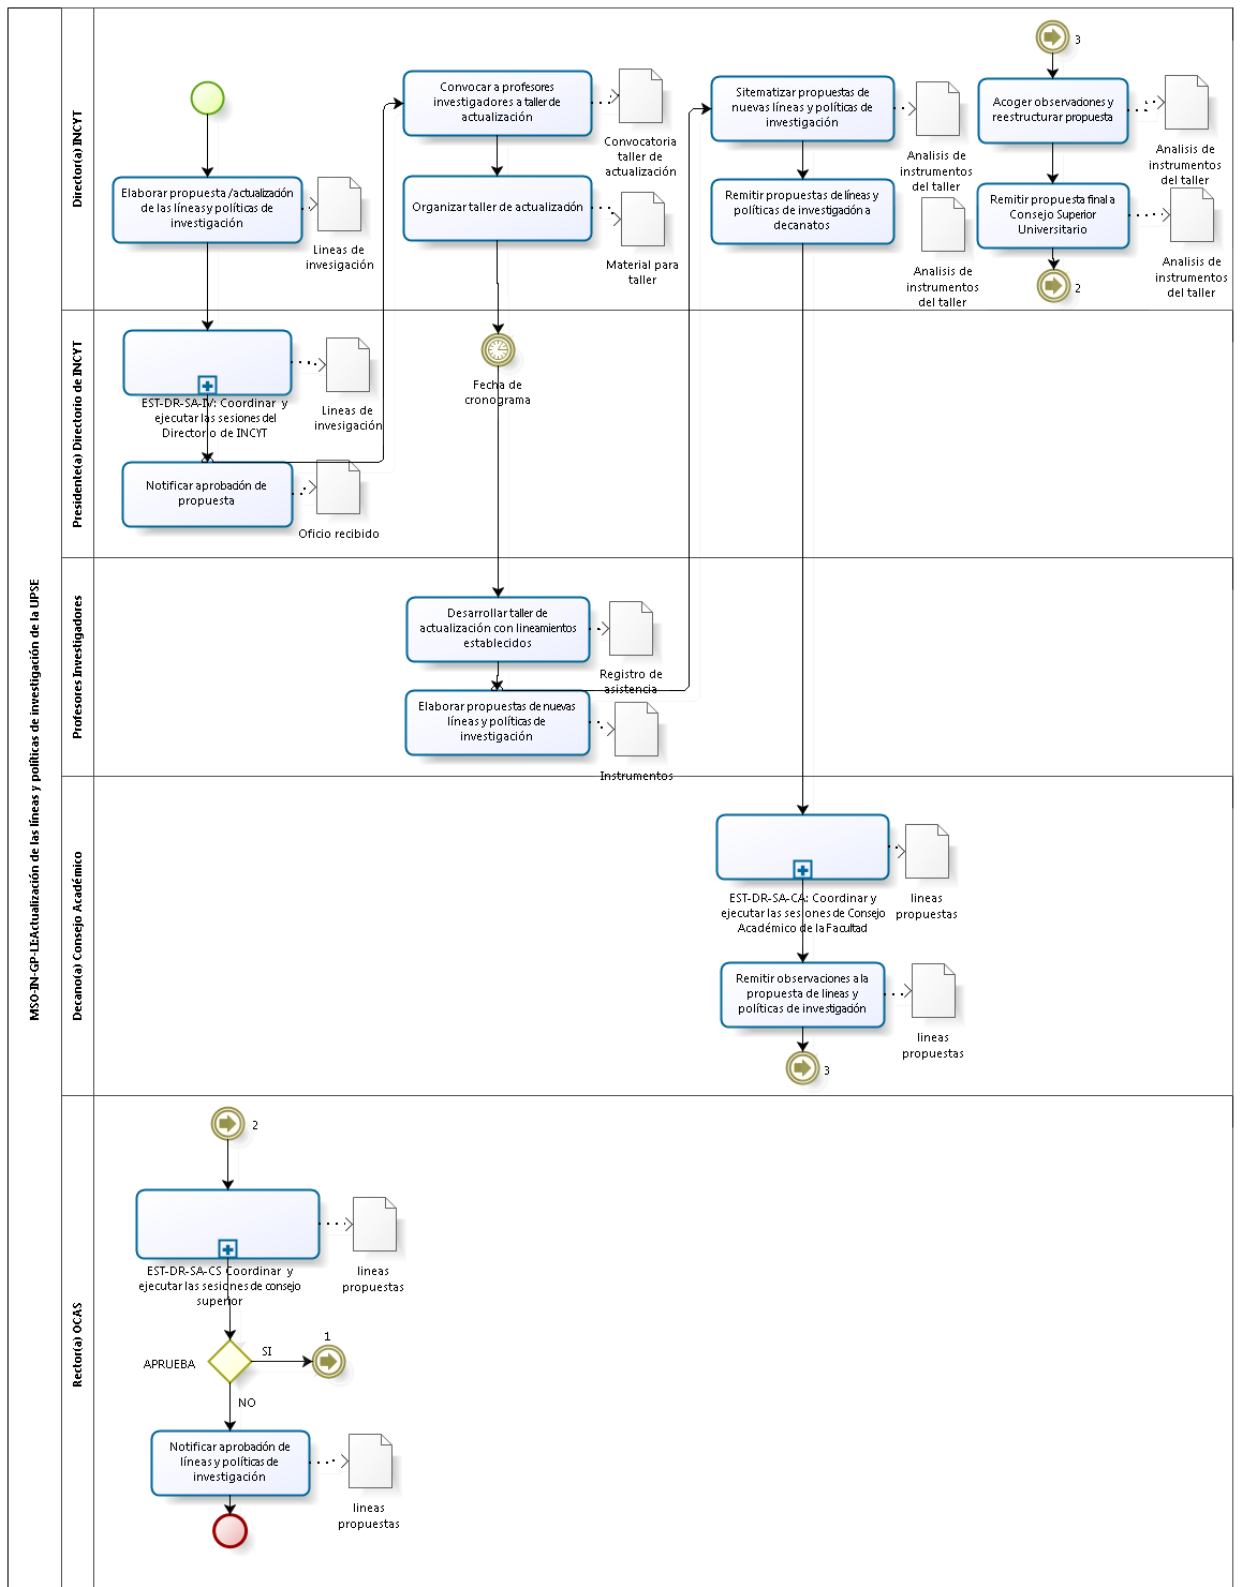 MSO-IN-GP-LI:Actualización de las líneas y políticas de investigación de la UPSE
Director(a) INCYT
Elaborar propuesta /actualización
de las líneas y políticas de
investigación
Lineas de
invesigación
Convocar a profesores
investigadores a taller de
actualización
Convocatoria
taller de
actualización
Organizar taller de actualización
Material para
taller
Sitematizar propuestas de
nuevas líneas y políticas de
investigación
Analisis de
instrumentos
del taller
Remitir propuestas de líneas y
políticas de investigación a
decanatos
Analisis de
instrumentos
del taller
3
Acoger observaciones y
reestructurar propuesta
Analisis de
instrumentos
del taller
Remitir propuesta final a
Consejo Superior
Universitario
Analisis de
instrumentos
del taller
2
Presidente(a) Directorio de INCYT
EST-DR-SA-IV: Coordinar y
ejecutar las sesiones del
Directorio de INCYT
Lineas de
invesigación
Notificar aprobación de
propuesta
Oficio recibido
Fecha de
cronograma
Profesores Investigadores
Desarrollar taller de
actualización con lineamientos
establecidos
Registro de
asistencia
Elaborar propuestas de nuevas
líneas y políticas de
investigación
Instrumentos
Decano(a) Consejo Académico
EST-DR-SA-CA: Coordinar y
ejecutar las sesiones de Consejo
Académico de la Facultad
lineas
propuestas
Remitir observaciones a la
propuesta de lineas y
políticas de investigación
lineas
propuestas
3
Rector(a) OCAS
2
EST-DR-SA-CS Coordinar y
ejecutar las sesiones de consejo
superior
lineas
propuestas
APRUEBA
SI
1
NO
Notificar aprobación de
líneas y políticas de
investigación
lineas
propuestas